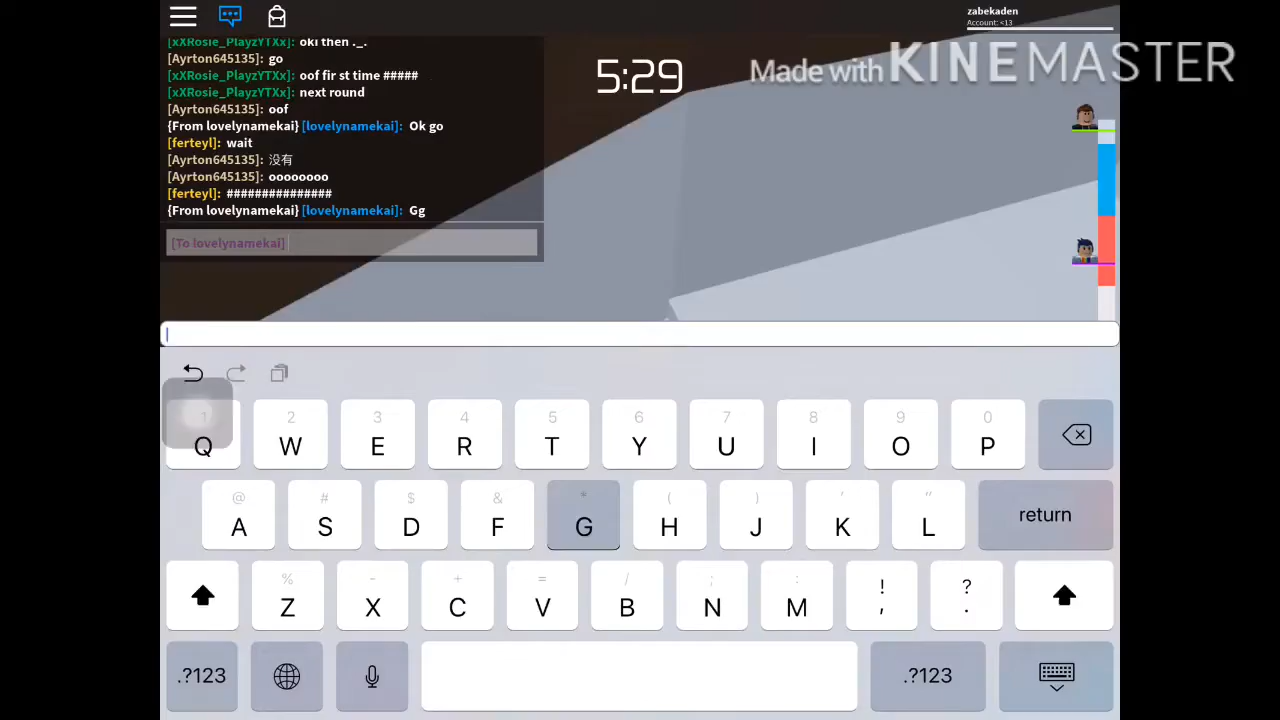 zabekaden
Account: <13
Made with KINEMASTER
5:29
[xXRosie_PlayzYTXx]: oki then ._.
[Ayrton645135]: go
[xXRosie_PlayzYTXx]: oof fir st time #####
[xXRosie_PlayzYTXx]: next round
[Ayrton645135]: oof
{From lovelynamekai} [lovelynamekai]: Ok go
[ferteyl]: wait
[Ayrton645135]: 没有
[Ayrton645135]: oooooooo
[ferteyl]: ###############
{From lovelynamekai} [lovelynamekai]: Gg
[To lovelynamekai]
1 2 3 4 5 6 7 8 9 0
Q W E R T Y U I O P
@ # $ & * ( ) ' "
A S D F G H J K L return
% - + = / ; : ! ?
Z X C V B N M , .
.?123 .?123